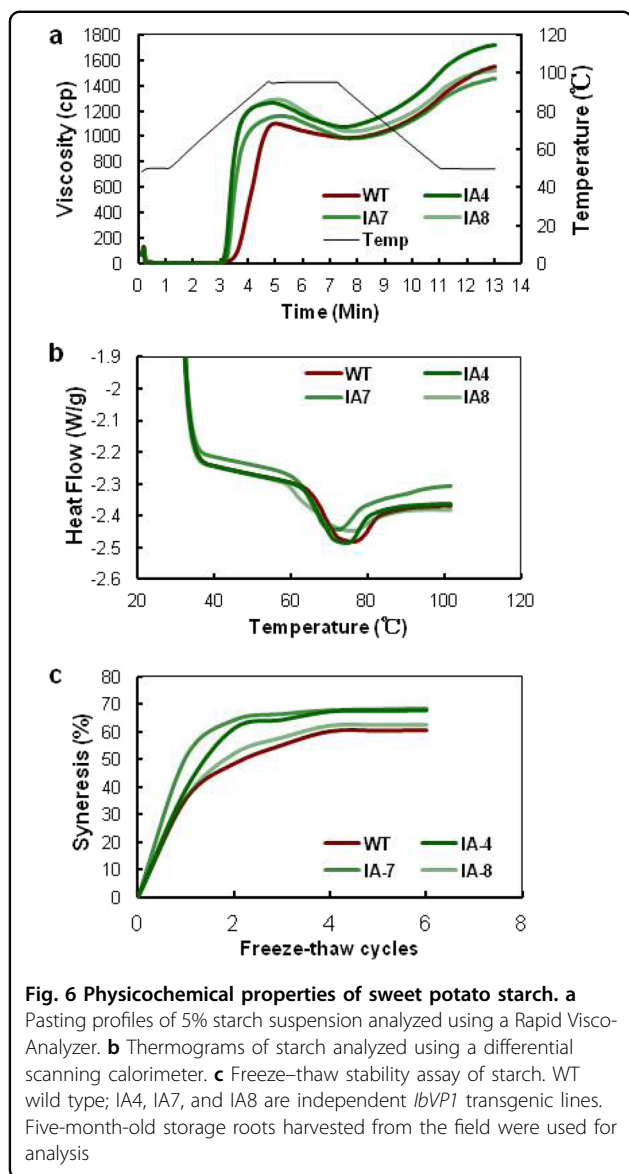 a
1800
1600
1400
1200
1000
800
600
400
200
0
Viscosity (cp)
120
100
80
60
40
20
0
Temperature (℃)
WT IA4
IA7 IA8
Temp
0 1 2 3 4 5 6 7 8 9 10 11 12 13 14
Time (Min)
b
-1.9
-2
-2.1
-2.2
-2.3
-2.4
-2.5
-2.6
Heat Flow (W/g)
WT IA4
IA7 IA8
20 40 60 80 100 120
Temperature (℃)
c
80
70
60
50
40
30
20
10
0
Syneresis (%)
WT IA-4
IA-7 IA-8
0 2 4 6 8
Freeze-thaw cycles
Fig. 6 Physicochemical properties of sweet potato starch. a
Pasting profiles of 5% starch suspension analyzed using a Rapid Visco-
Analyzer. b Thermograms of starch analyzed using a differential
scanning calorimeter. c Freeze–thaw stability assay of starch. WT
wild type; IA4, IA7, and IA8 are independent IbVP1 transgenic lines.
Five-month-old storage roots harvested from the field were used for
analysis